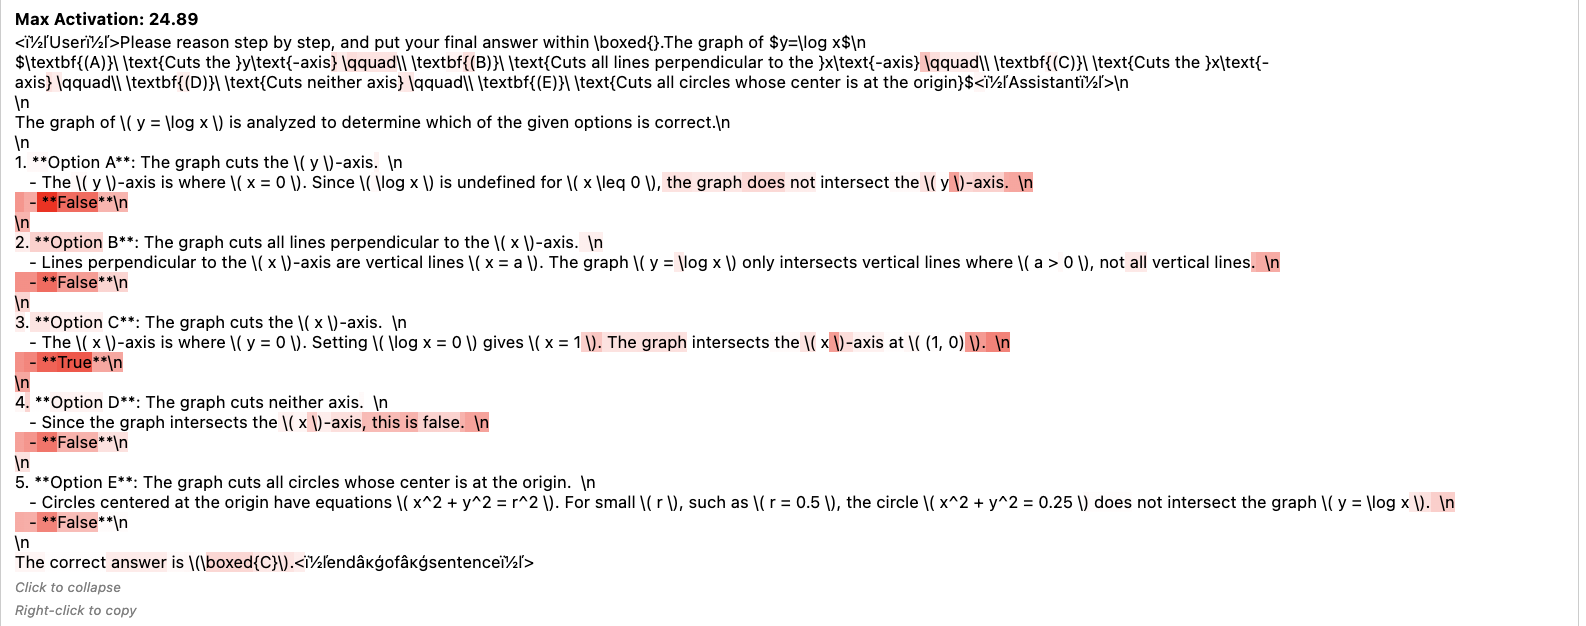 Max Activation: 24.89
<ï½ľUserï½ľ>Please reason step by step, and put your final answer within \boxed{}.The graph of $y=\log x$\n
$\textbf{(A)}\ \text{Cuts the }y\text{-axis} \qquad\\ \textbf{(B)}\ \text{Cuts all lines perpendicular to the }x\text{-axis} \qquad\\ \textbf{(C)}\ \text{Cuts the }x\text{-
axis} \qquad\\ \textbf{(D)}\ \text{Cuts neither axis} \qquad\\ \textbf{(E)}\ \text{Cuts all circles whose center is at the origin}$<ï½ľAssistantï½ľ>\n
\n
The graph of \( y = \log x \) is analyzed to determine which of the given options is correct.\n
\n
1. **Option A**: The graph cuts the \( y \)-axis.  \n
- The \( y \)-axis is where \( x = 0 \). Since \( \log x \) is undefined for \( x \leq 0 \), the graph does not intersect the \( y \)-axis.  \n
- **False**\n
\n
2. **Option B**: The graph cuts all lines perpendicular to the \( x \)-axis.  \n
- Lines perpendicular to the \( x \)-axis are vertical lines \( x = a \). The graph \( y = \log x \) only intersects vertical lines where \( a > 0 \), not all vertical lines.  \n
- **False**\n
\n
3. **Option C**: The graph cuts the \( x \)-axis.  \n
- The \( x \)-axis is where \( y = 0 \). Setting \( \log x = 0 \) gives \( x = 1 \). The graph intersects the \( x \)-axis at \( (1, 0) \).  \n
- **True**\n
\n
4. **Option D**: The graph cuts neither axis.  \n
- Since the graph intersects the \( x \)-axis, this is false.  \n
- **False**\n
\n
5. **Option E**: The graph cuts all circles whose center is at the origin.  \n
- Circles centered at the origin have equations \( x^2 + y^2 = r^2 \). For small \( r \), such as \( r = 0.5 \), the circle \( x^2 + y^2 = 0.25 \) does not intersect the graph \( y = \log x \).  \n
- **False**\n
\n
The correct answer is \(\boxed{C}\).<ï½ľendâĸģofâĸģsentenceï½ľ>
Click to collapse
Right-click to copy